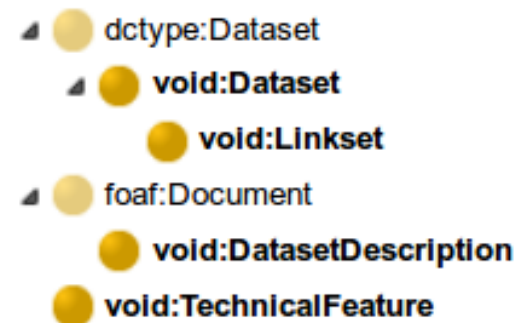 dctype:Dataset
void:Dataset
void:Linkset
foaf:Document
void:DatasetDescription
void:TechnicalFeature